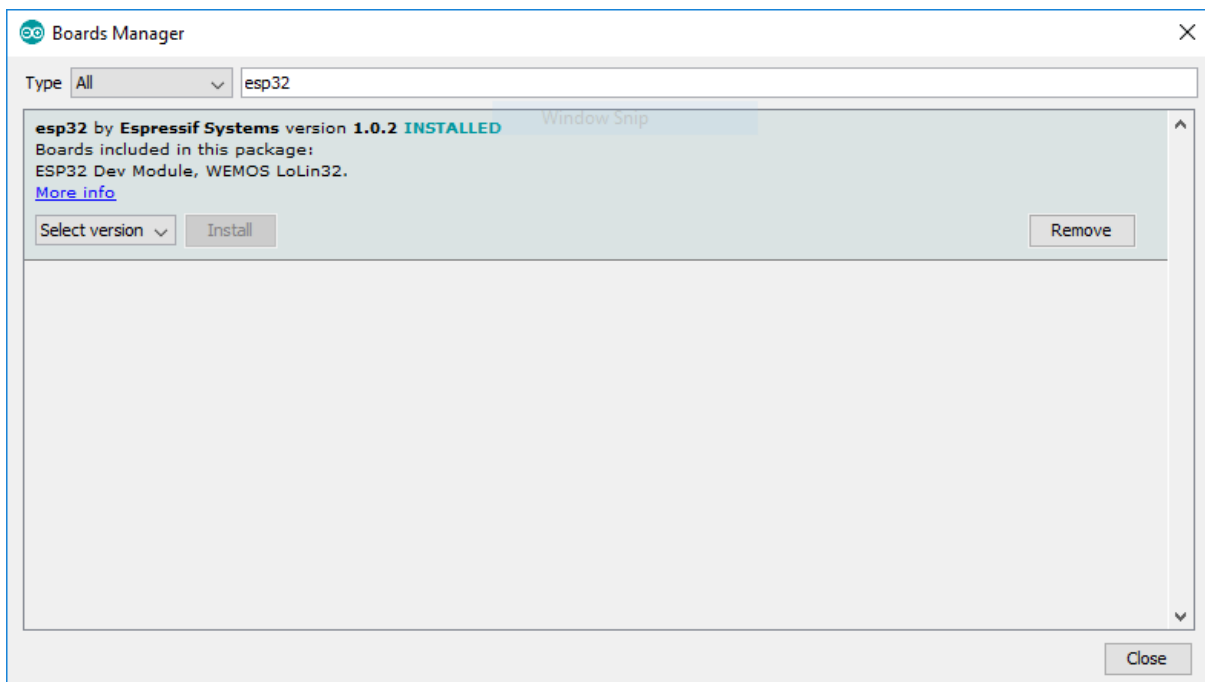 Boards Manager
Type All esp32
Window Snip
esp32 by Espressif Systems version 1.0.2 INSTALLED
Boards included in this package:
ESP32 Dev Module, WEMOS LoLin32.
More info
Select version Install Remove
Close